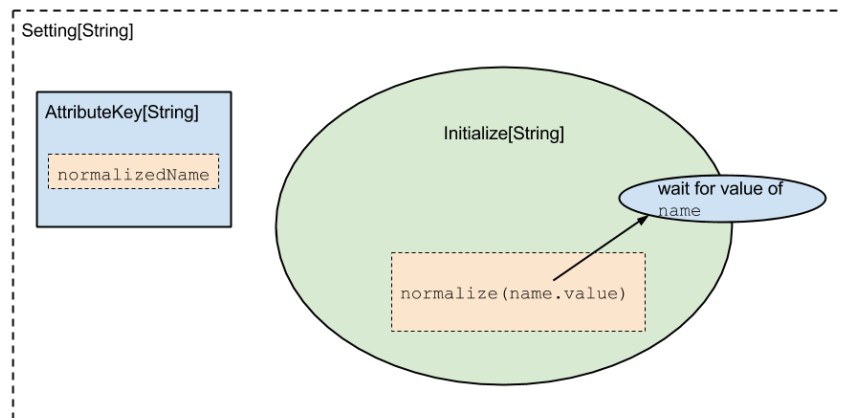 Setting[String]
AttributeKey[String]
normalizedName
Initialize[String]
wait for value of
name
normalize(name.value)